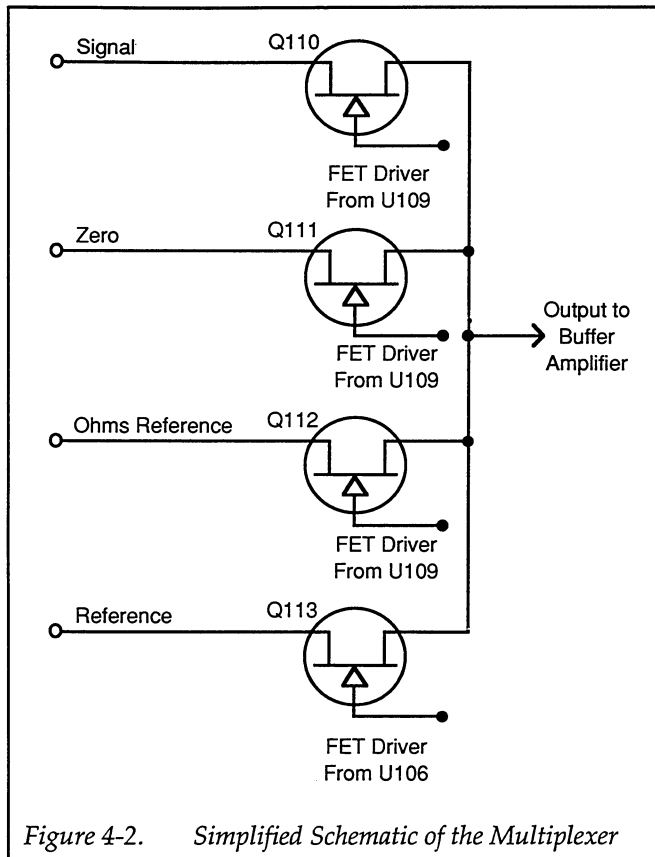 Signal
Q110
FET Driver
From U109
Zero
Q111
FET Driver
From U109
Output to
Buffer
Amplifier
Ohms Reference
Q112
FET Driver
From U109
Reference
Q113
FET Driver
From U106
Figure 4-2. Simplified Schematic of the Multiplexer